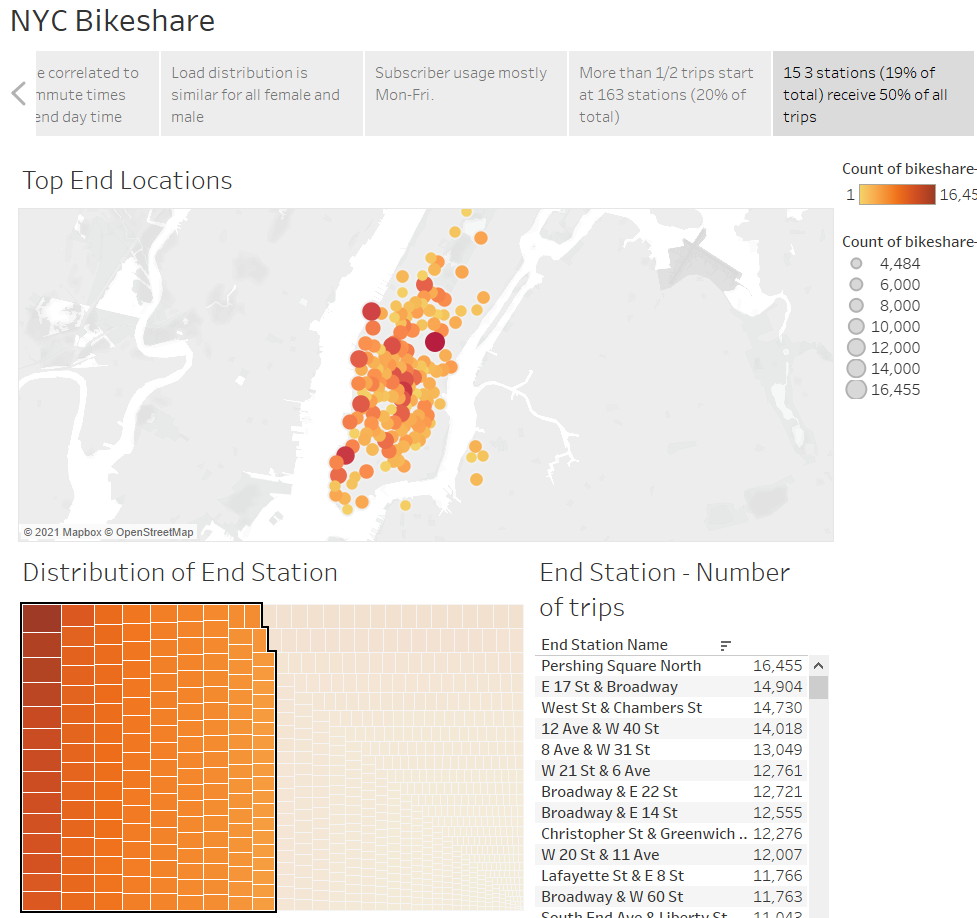 NYC Bikeshare
e correlated to
mmute times
end day time
Load distribution is
similar for all female and
male
Subscriber usage mostly
Mon-Fri.
More than 1/2 trips start
at 163 stations (20% of
total)
15 3 stations (19% of
total) receive 50% of all
trips
Top End Locations
Count of bikeshare-
1 16,45
Count of bikeshare-
4,484
6,000
8,000
10,000
12,000
14,000
16,455
© 2021 Mapbox © OpenStreetMap
Distribution of End Station
End Station - Number
of trips
End Station Name
Pershing Square North 16,455
E 17 St & Broadway 14,904
West St & Chambers St 14,730
12 Ave & W 40 St 14,018
8 Ave & W 31 St 13,049
W 21 St & 6 Ave 12,761
Broadway & E 22 St 12,721
Broadway & E 14 St 12,555
Christopher St & Greenwich .. 12,276
W 20 St & 11 Ave 12,007
Lafayette St & E 8 St 11,766
Broadway & W 60 St 11,763
South End Ave & Liberty St 11,043